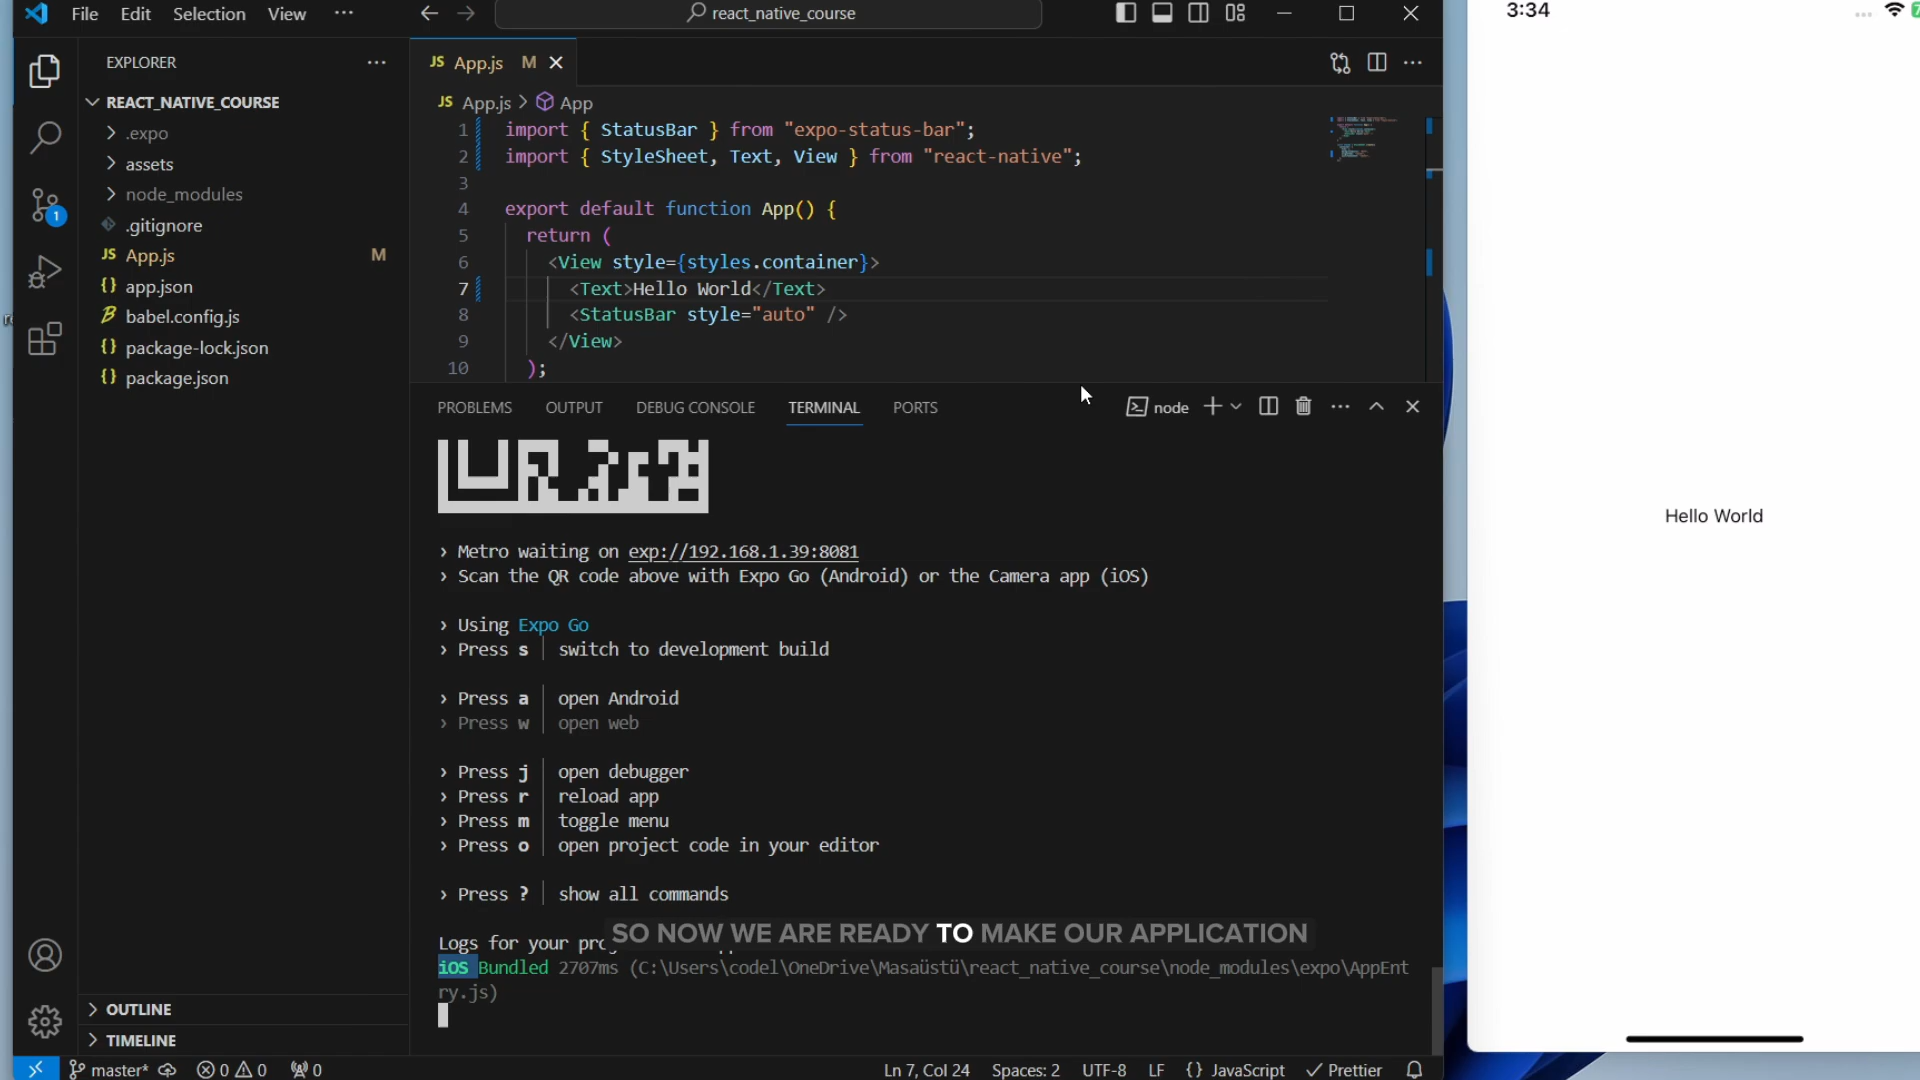 File Edit Selection View ···
react_native_course
3:34
EXPLORER
REACT_NATIVE_COURSE
.expo
assets
node_modules
.gitignore
JS App.js M
{} app.json
babel.config.js
{} package-lock.json
{} package.json
OUTLINE
TIMELINE
1
JS App.js M
JS App.js > App
1 import { StatusBar } from "expo-status-bar";
2 import { StyleSheet, Text, View } from "react-native";
3
4 export default function App() {
5 return (
6 <View style={styles.container}>
7 <Text>Hello World</Text>
8 <StatusBar style="auto" />
9 </View>
10 );
PROBLEMS OUTPUT DEBUG CONSOLE TERMINAL PORTS
node
› Metro waiting on exp://192.168.1.39:8081
› Scan the QR code above with Expo Go (Android) or the Camera app (iOS)
› Using Expo Go
› Press s │ switch to development build
› Press a │ open Android
› Press w │ open web
› Press j │ open debugger
› Press r │ reload app
› Press m │ toggle menu
› Press o │ open project code in your editor
› Press ? │ show all commands
Logs for your
SO NOW WE ARE READY TO MAKE OUR APPLICATION
iOS Bundled 2707ms (C:\Users\codel\OneDrive\Masaüstü\react_native_course\node_modules\expo\AppEnt
ry.js)
Hello World
master* 0 0 0 Ln 7, Col 24 Spaces: 2 UTF-8 LF {} JavaScript Prettier